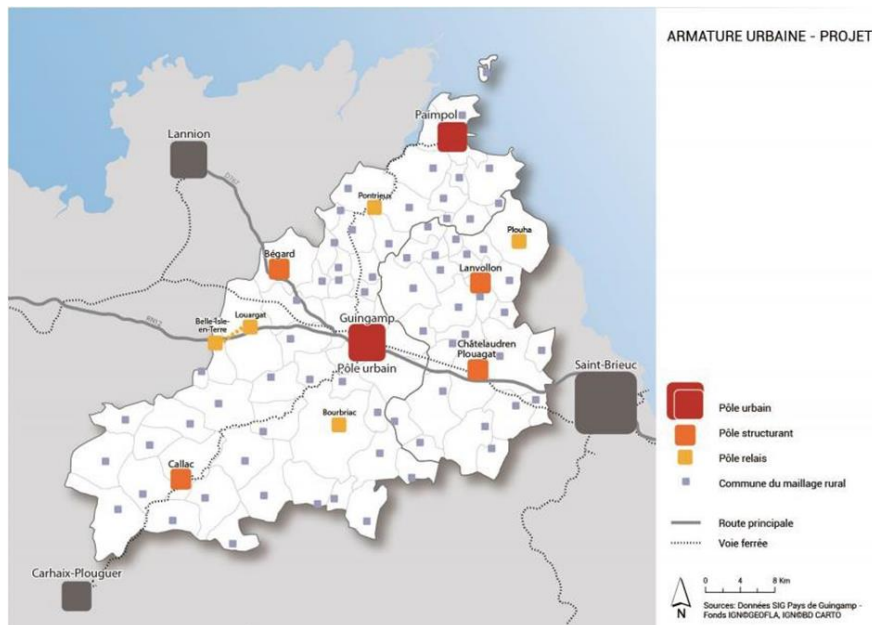 ARMATURE URBAINE - PROJET
Paimpol
Lannion
D767
Pontrieux
Plouha
Bégard
Lanvollon
Louargat
Belle-Isle-
en-Terre
Guingamp
Châtelaudren
Plouagat
Pôle urbain
Saint-Brieuc
Bourbriac
Callac
Carhaix-Plouguer
Pôle urbain
Pôle structurant
Pôle relais
Commune du maillage rural
Route principale
Voie ferrée
0 4 8 Km
N
Sources: Données SIG Pays de Guingamp -
Fonds IGN©GEOFLA, IGN©BD CARTO